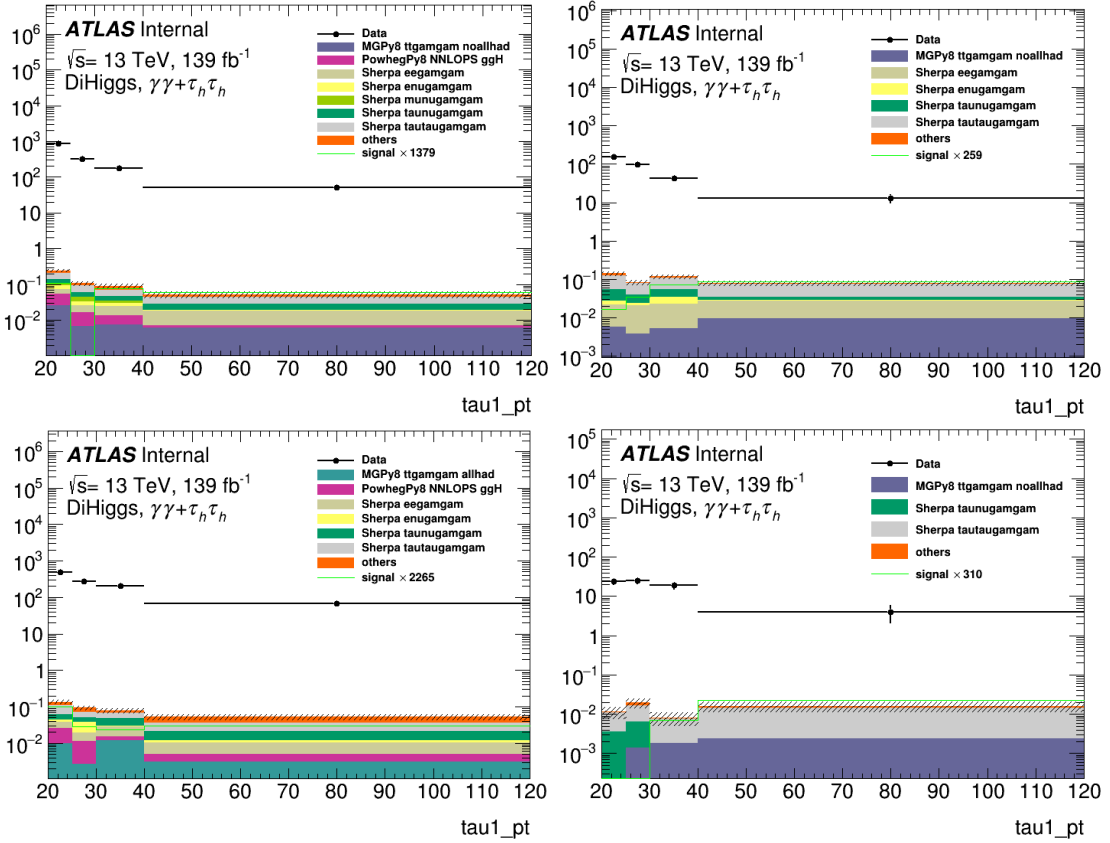 ATLAS Internal
√s= 13 TeV, 139 fb⁻¹
DiHiggs, γγ+τₕτₕ
Data
MGPy8 ttgamgam noallhad
PowhegPy8 NNLOPS ggH
Sherpa eegamgam
Sherpa enugamgam
Sherpa munugamgam
Sherpa taunugamgam
Sherpa tautaugamgam
others
signal × 1379
10⁶
10⁵
10⁴
10³
10²
10
1
10⁻¹
10⁻²
20 30 40 50 60 70 80 90 100 110 120
tau1_pt
ATLAS Internal
√s= 13 TeV, 139 fb⁻¹
DiHiggs, γγ+τₕτₕ
Data
MGPy8 ttgamgam noallhad
Sherpa eegamgam
Sherpa enugamgam
Sherpa taunugamgam
Sherpa tautaugamgam
others
signal × 259
10⁶
10⁵
10⁴
10³
10²
10
1
10⁻¹
10⁻²
10⁻³
20 30 40 50 60 70 80 90 100 110 120
tau1_pt
ATLAS Internal
√s= 13 TeV, 139 fb⁻¹
DiHiggs, γγ+τₕτₕ
Data
MGPy8 ttgamgam allhad
PowhegPy8 NNLOPS ggH
Sherpa eegamgam
Sherpa enugamgam
Sherpa taunugamgam
Sherpa tautaugamgam
others
signal × 2265
10⁶
10⁵
10⁴
10³
10²
10
1
10⁻¹
10⁻²
20 30 40 50 60 70 80 90 100 110 120
tau1_pt
ATLAS Internal
√s= 13 TeV, 139 fb⁻¹
DiHiggs, γγ+τₕτₕ
Data
MGPy8 ttgamgam noallhad
Sherpa taunugamgam
Sherpa tautaugamgam
others
signal × 310
10⁵
10⁴
10³
10²
10
1
10⁻¹
10⁻²
10⁻³
20 30 40 50 60 70 80 90 100 110 120
tau1_pt